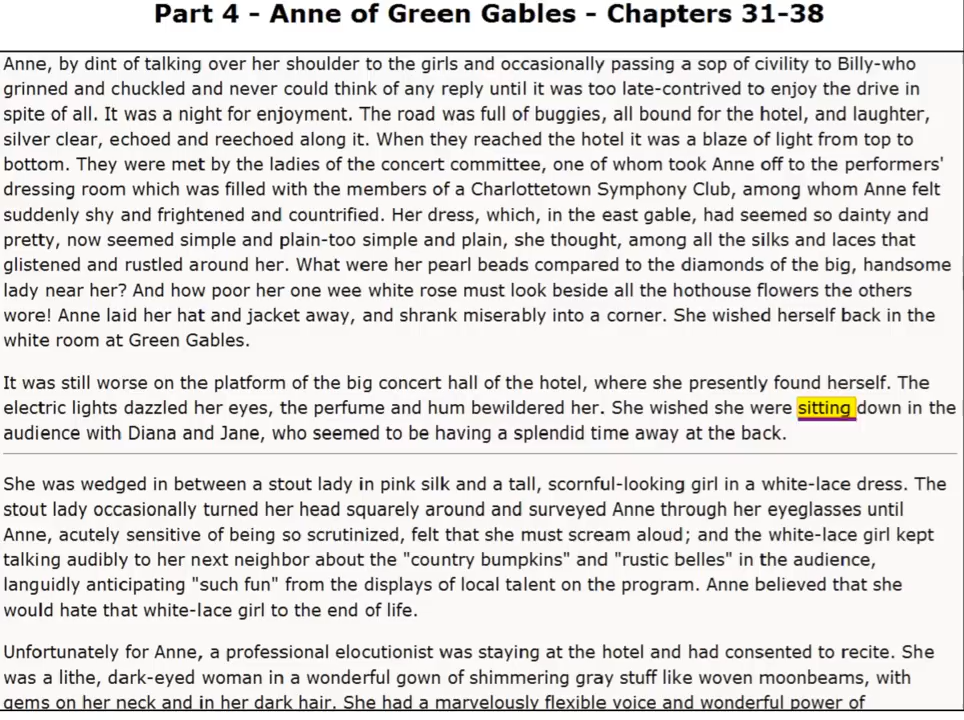 Part 4 - Anne of Green Gables - Chapters 31-38
Anne, by dint of talking over her shoulder to the girls and occasionally passing a sop of civility to Billy-who
grinned and chuckled and never could think of any reply until it was too late-contrived to enjoy the drive in
spite of all. It was a night for enjoyment. The road was full of buggies, all bound for the hotel, and laughter,
silver clear, echoed and reechoed along it. When they reached the hotel it was a blaze of light from top to
bottom. They were met by the ladies of the concert committee, one of whom took Anne off to the performers'
dressing room which was filled with the members of a Charlottetown Symphony Club, among whom Anne felt
suddenly shy and frightened and countrified. Her dress, which, in the east gable, had seemed so dainty and
pretty, now seemed simple and plain-too simple and plain, she thought, among all the silks and laces that
glistened and rustled around her. What were her pearl beads compared to the diamonds of the big, handsome
lady near her? And how poor her one wee white rose must look beside all the hothouse flowers the others
wore! Anne laid her hat and jacket away, and shrank miserably into a corner. She wished herself back in the
white room at Green Gables.
It was still worse on the platform of the big concert hall of the hotel, where she presently found herself. The
electric lights dazzled her eyes, the perfume and hum bewildered her. She wished she were sitting down in the
audience with Diana and Jane, who seemed to be having a splendid time away at the back.
She was wedged in between a stout lady in pink silk and a tall, scornful-looking girl in a white-lace dress. The
stout lady occasionally turned her head squarely around and surveyed Anne through her eyeglasses until
Anne, acutely sensitive of being so scrutinized, felt that she must scream aloud; and the white-lace girl kept
talking audibly to her next neighbor about the "country bumpkins" and "rustic belles" in the audience,
languidly anticipating "such fun" from the displays of local talent on the program. Anne believed that she
would hate that white-lace girl to the end of life.
Unfortunately for Anne, a professional elocutionist was staying at the hotel and had consented to recite. She
was a lithe, dark-eyed woman in a wonderful gown of shimmering gray stuff like woven moonbeams, with
gems on her neck and in her dark hair. She had a marvelously flexible voice and wonderful power of